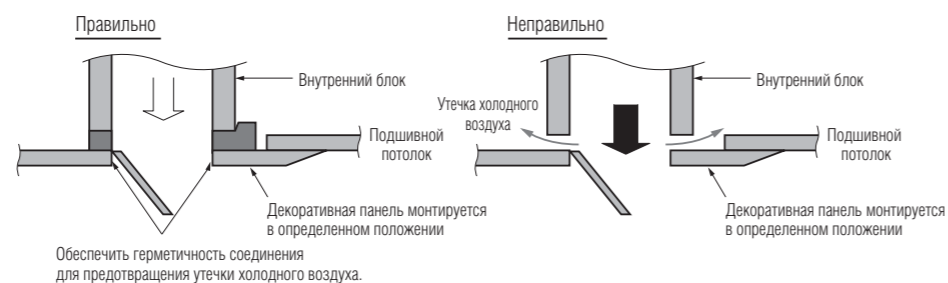 Правильно
Внутренний блок
Подшивной
потолок
Декоративная панель монтируется
в определенном положении
Обеспечить герметичность соединения
для предотвращения утечки холодного воздуха.
Неправильно
Утечка холодного
воздуха
Внутренний блок
Подшивной
потолок
Декоративная панель монтируется
в определенном положении